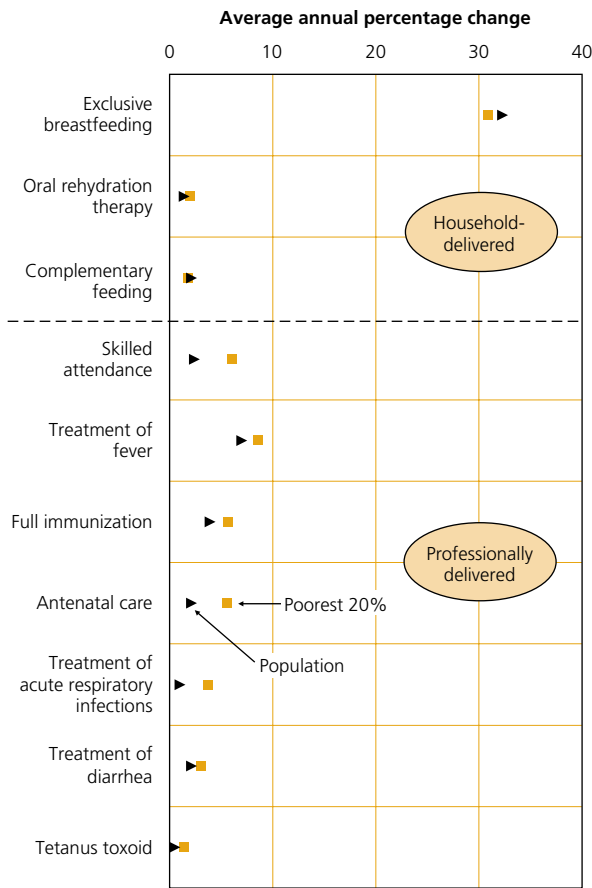 Average annual percentage change
0 10 20 30 40
Exclusive
breastfeeding
Oral rehydration
therapy
Household-
delivered
Complementary
feeding
Skilled
attendance
Treatment of
fever
Full immunization
Professionally
delivered
Antenatal care
Poorest 20%
Population
Treatment of
acute respiratory
infections
Treatment of
diarrhea
Tetanus toxoid